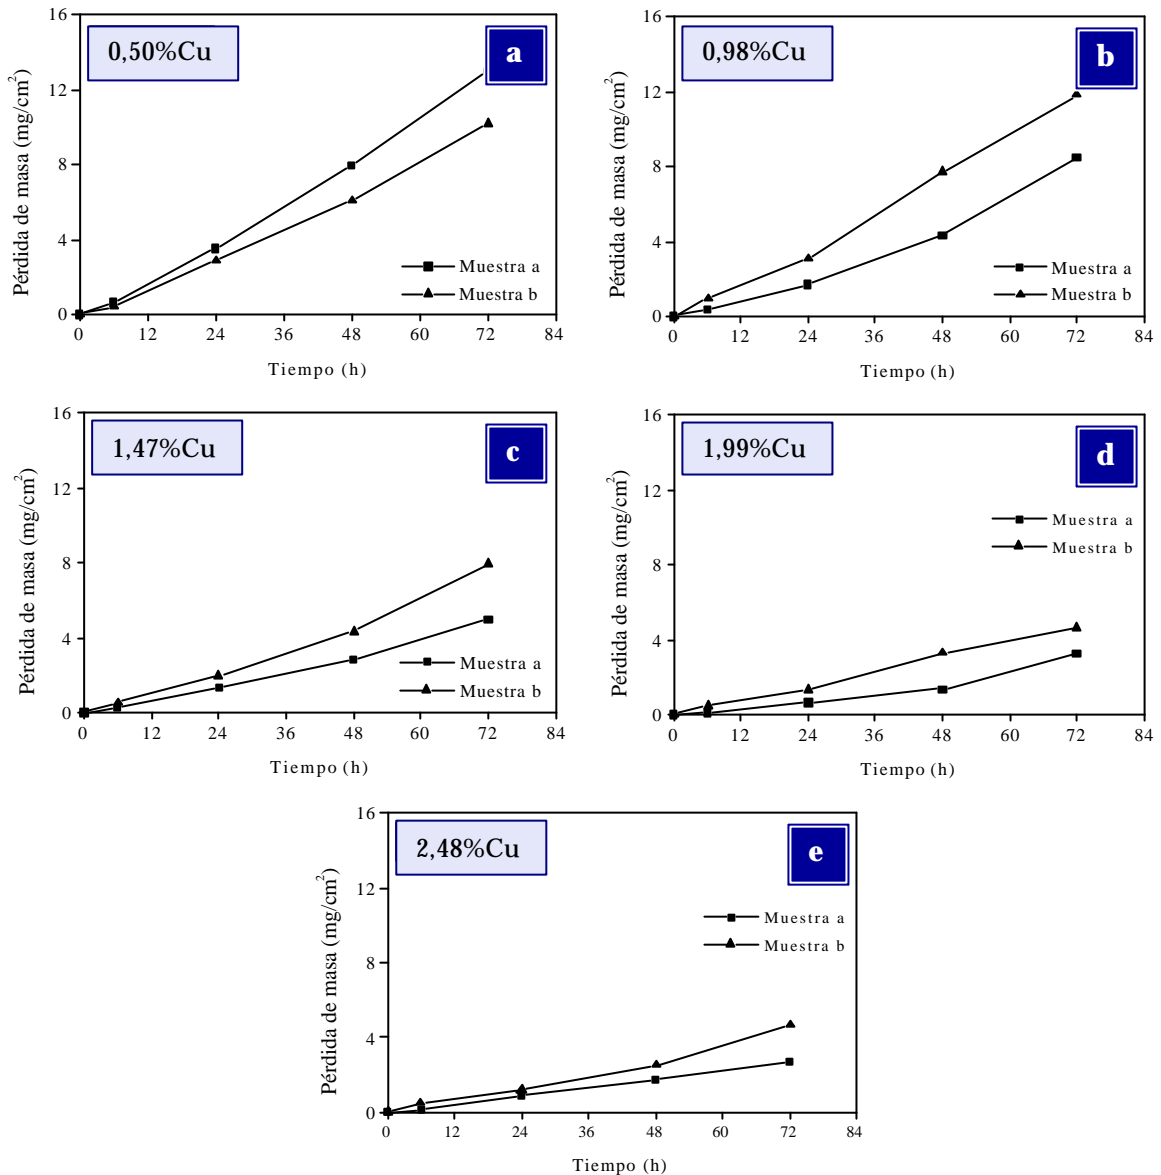 0,50%Cu
a
Pérdida de masa (mg/cm²)
16
12
8
4
0
Muestra a
Muestra b
0 12 24 36 48 60 72 84
Tiempo (h)
0,98%Cu
b
Pérdida de masa (mg/cm²)
16
12
8
4
0
Muestra a
Muestra b
0 12 24 36 48 60 72 84
Tiempo (h)
1,47%Cu
c
Pérdida de masa (mg/cm²)
16
12
8
4
0
Muestra a
Muestra b
0 12 24 36 48 60 72 84
Tiempo (h)
1,99%Cu
d
Pérdida de masa (mg/cm²)
16
12
8
4
0
Muestra a
Muestra b
0 12 24 36 48 60 72 84
Tiempo (h)
2,48%Cu
e
Pérdida de masa (mg/cm²)
16
12
8
4
0
Muestra a
Muestra b
0 12 24 36 48 60 72 84
Tiempo (h)